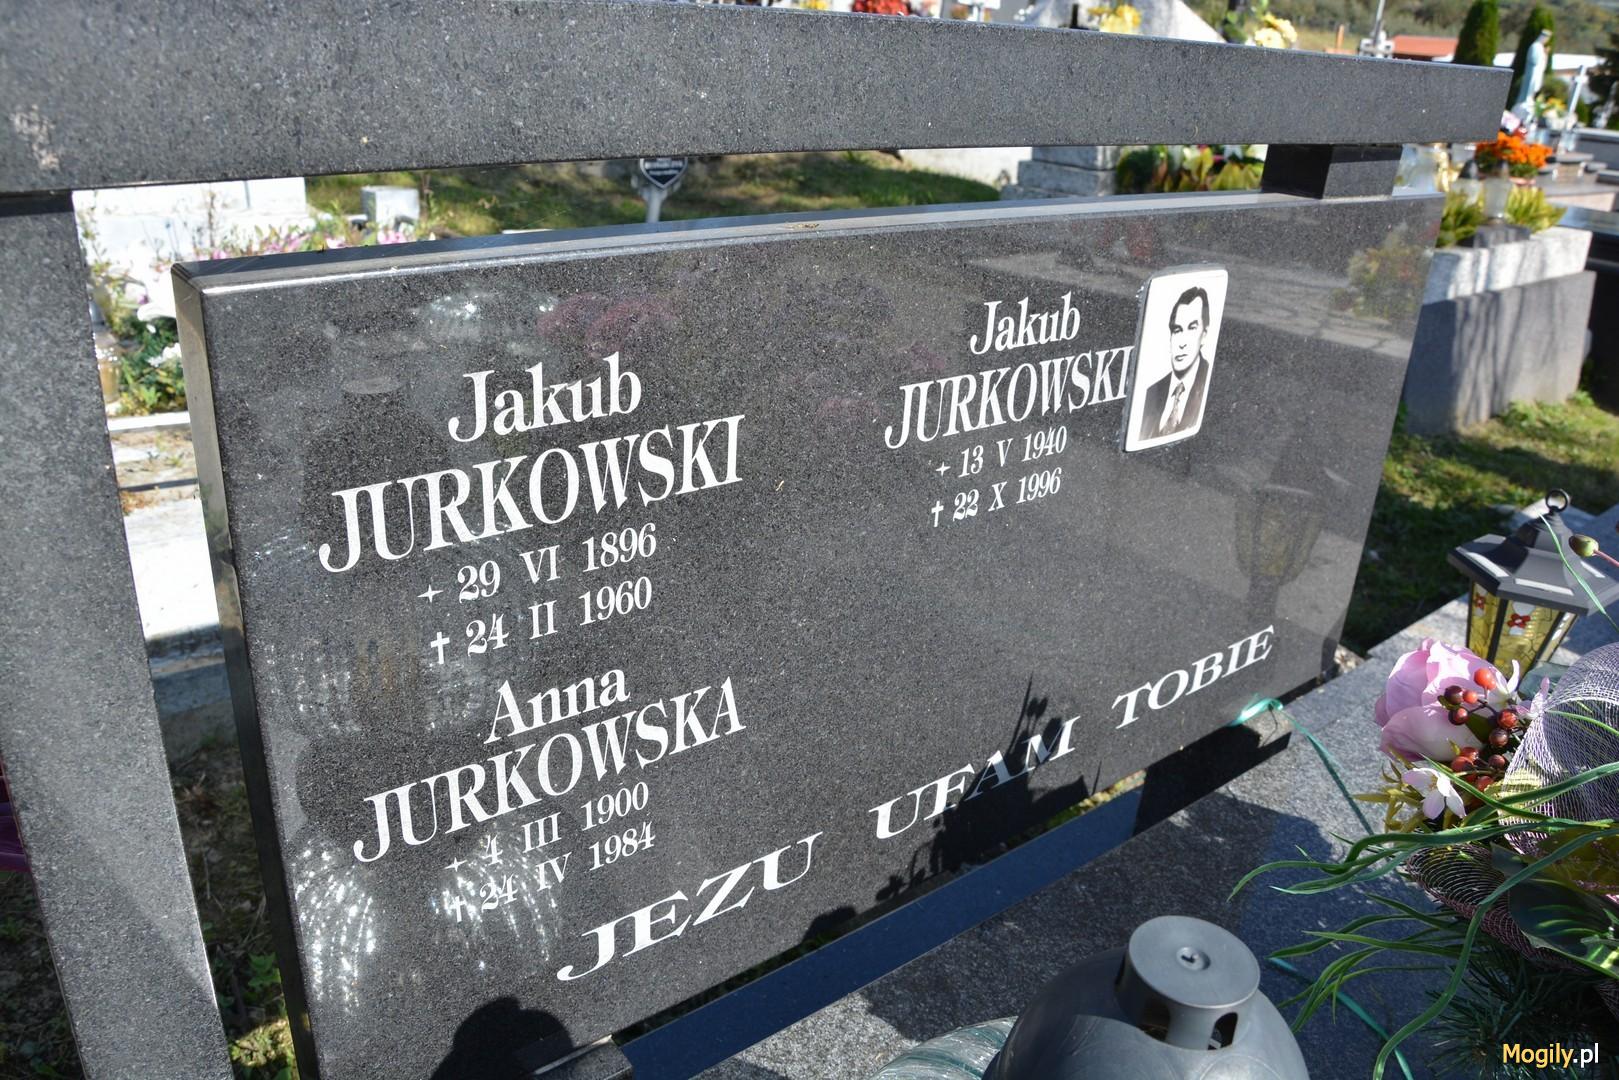 Jakub
JURKOWSKI
+ 29 VI 1896
✝ 24 II 1960
Anna
JURKOWSKA
+ 4 III 1900
✝ 24 IV 1984
Jakub
JURKOWSKI
+ 13 V 1940
✝ 22 X 1996
JEZU UFAM TOBIE
Mogily.pl